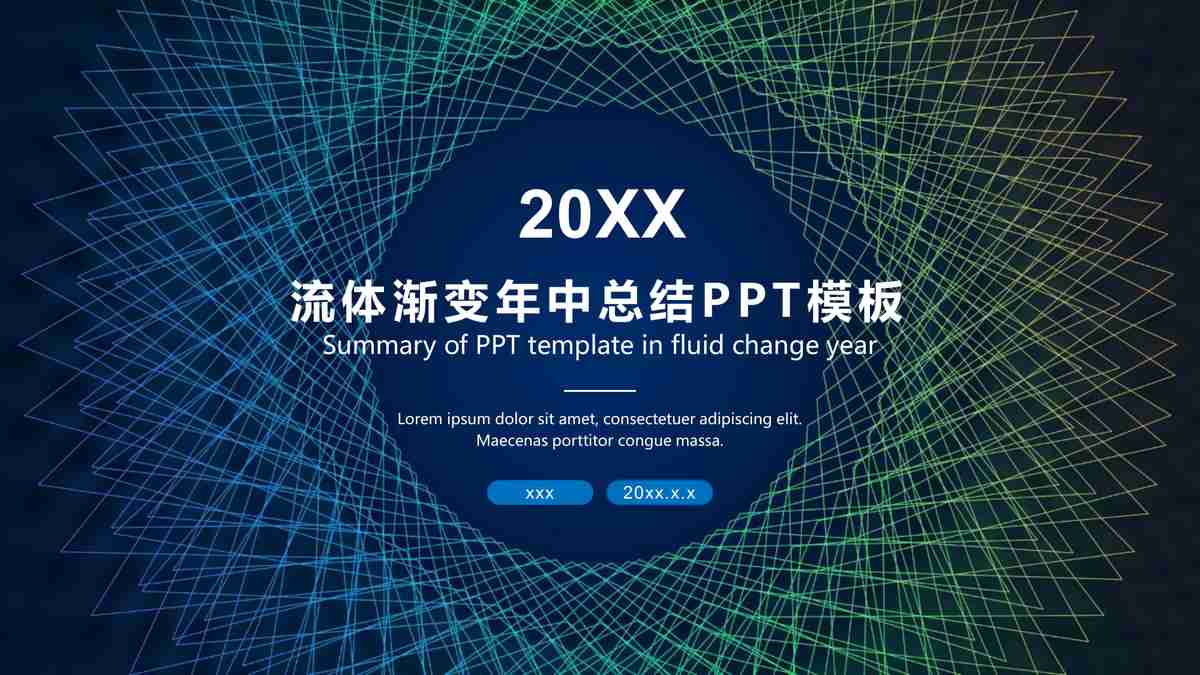 20XX
流体渐变年中总结PPT模板
Summary of PPT template in fluid change year
Lorem ipsum dolor sit amet, consectetuer adipiscing elit.
Maecenas porttitor congue massa.
xxx
20xx.x.x